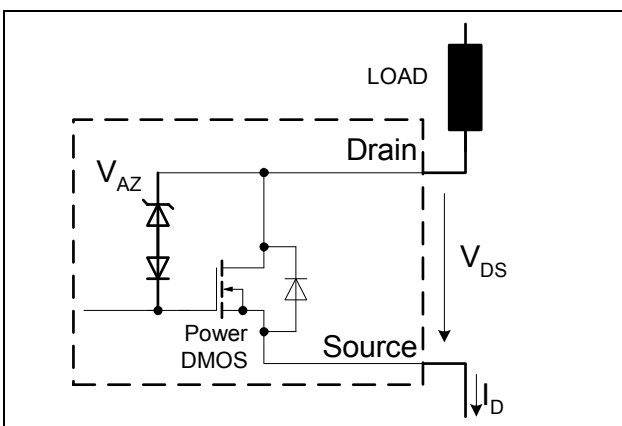 LOAD
Drain
V_AZ
V_DS
Power
DMOS
Source
I_D